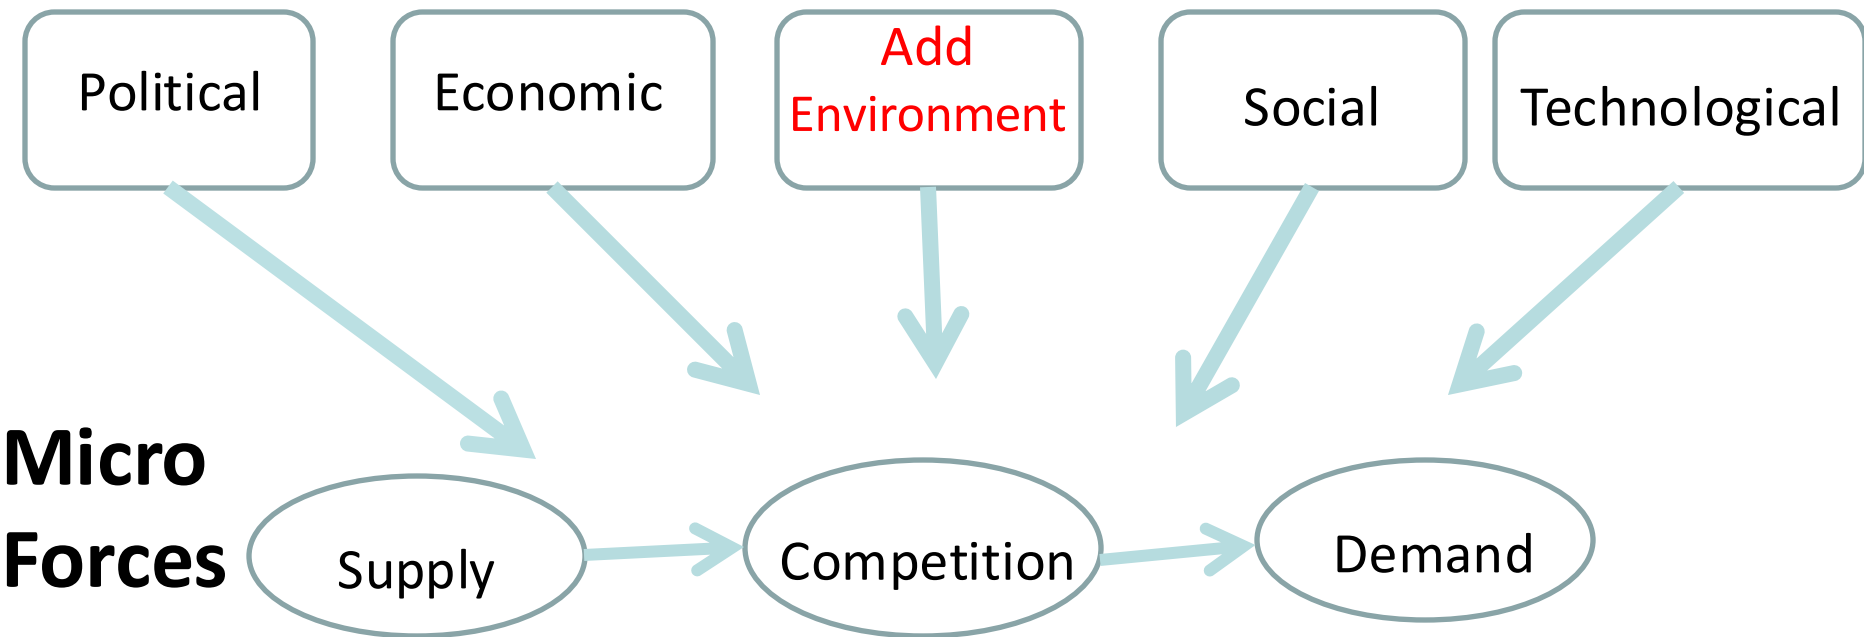 Political
Economic
Add
Environment
Social
Technological
Micro
Forces
Supply
Competition
Demand